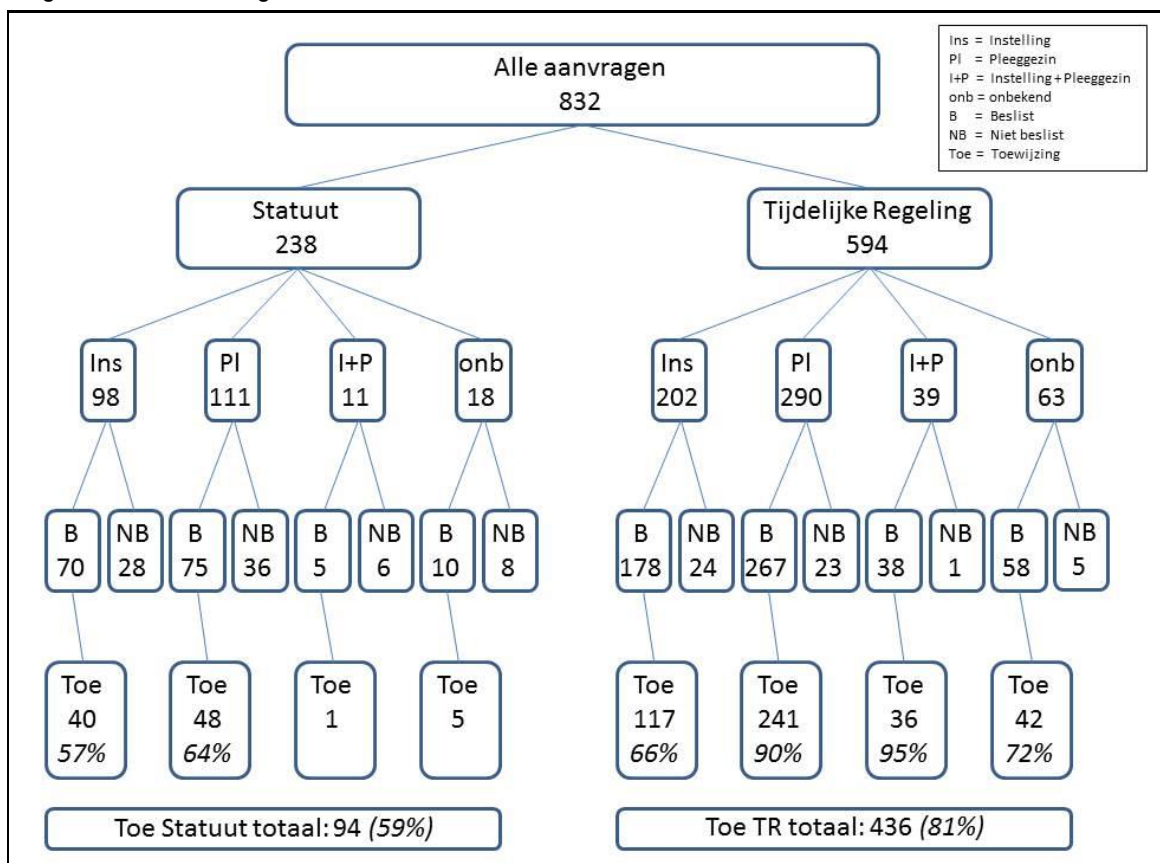 Ins = Instelling
Pl = Pleeggezin
I+P = Instelling + Pleeggezin
onb = onbekend
B = Beslist
NB = Niet beslist
Toe = Toewijzing
Alle aanvragen
832
Statuut
238
Tijdelijke Regeling
594
Ins
98
Pl
111
I+P
11
onb
18
Ins
202
Pl
290
I+P
39
onb
63
B
70
NB
28
B
75
NB
36
B
5
NB
6
B
10
NB
8
B
178
NB
24
B
267
NB
23
B
38
NB
1
B
58
NB
5
Toe
40
57%
Toe
48
64%
Toe
1
Toe
5
Toe
117
66%
Toe
241
90%
Toe
36
95%
Toe
42
72%
Toe Statuut totaal: 94 (59%)
Toe TR totaal: 436 (81%)